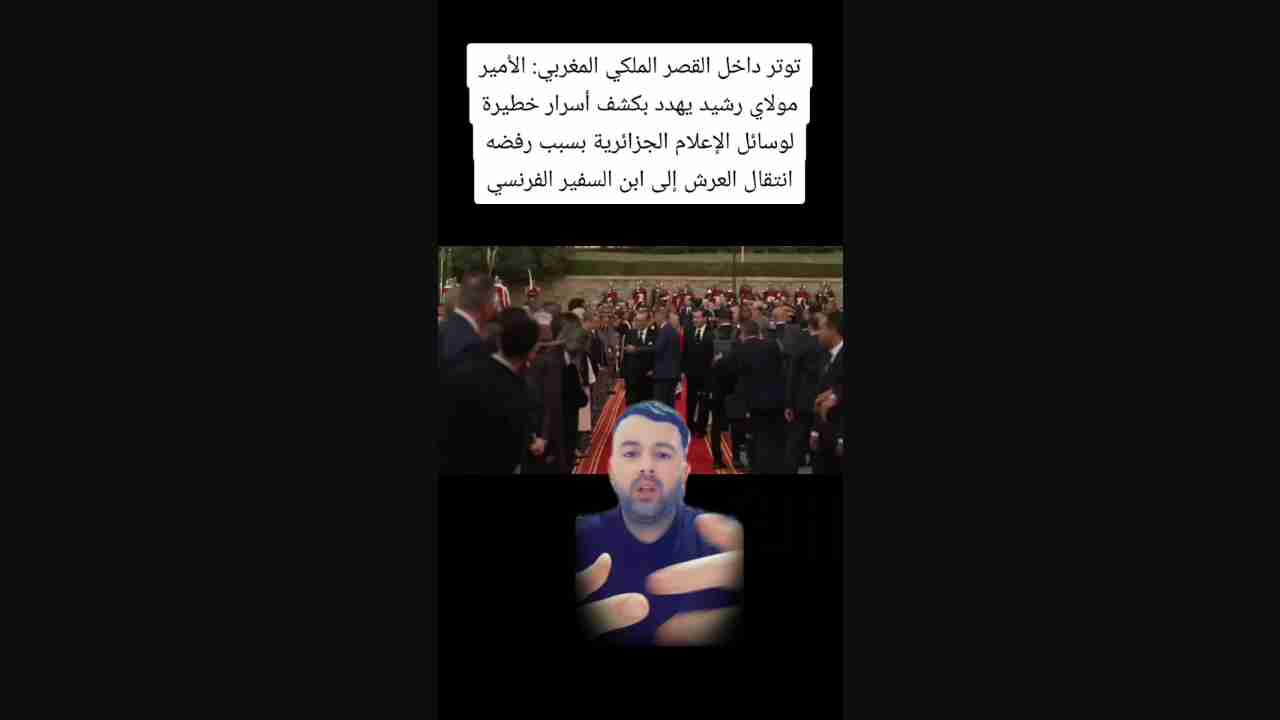 توتر داخل القصر الملكي المغربي: الأمير
مولاي رشيد يهدد بكشف أسرار خطيرة
لوسائل الإعلام الجزائرية بسبب رفضه
انتقال العرش إلى ابن السفير الفرنسي